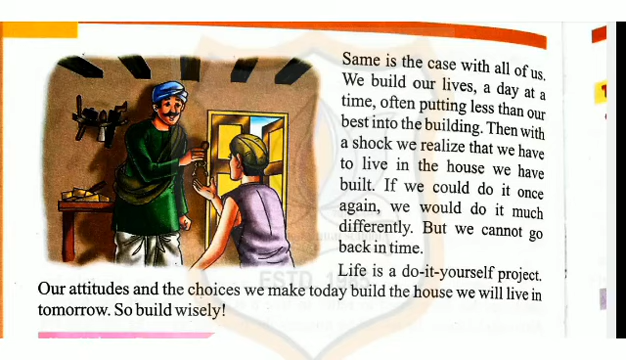 Same is the case with all of us.
We build our lives, a day at a
time, often putting less than our
best into the building. Then with
a shock we realize that we have
to live in the house we have
built. If we could do it once
again, we would do it much
differently. But we cannot go
back in time.
Life is a do-it-yourself project.
Our attitudes and the choices we make today build the house we will live in
tomorrow. So build wisely!